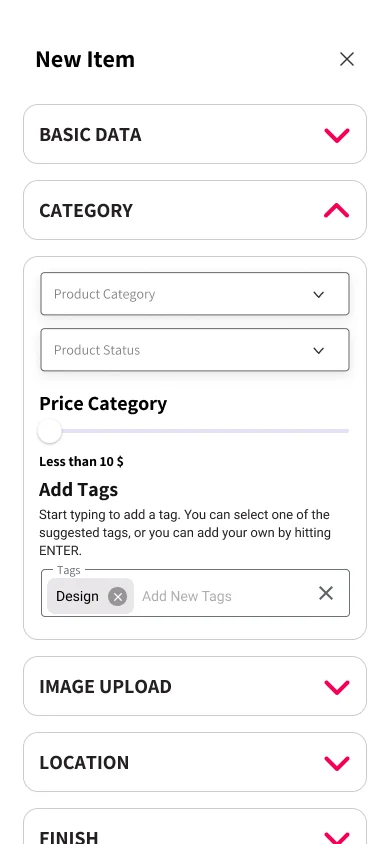 New Item
BASIC DATA
CATEGORY
Product Category
Product Status
Price Category
Less than 10 $
Add Tags
Start typing to add a tag. You can select one of the
suggested tags, or you can add your own by hitting
ENTER.
Tags
Design
Add New Tags
IMAGE UPLOAD
LOCATION
FINISH